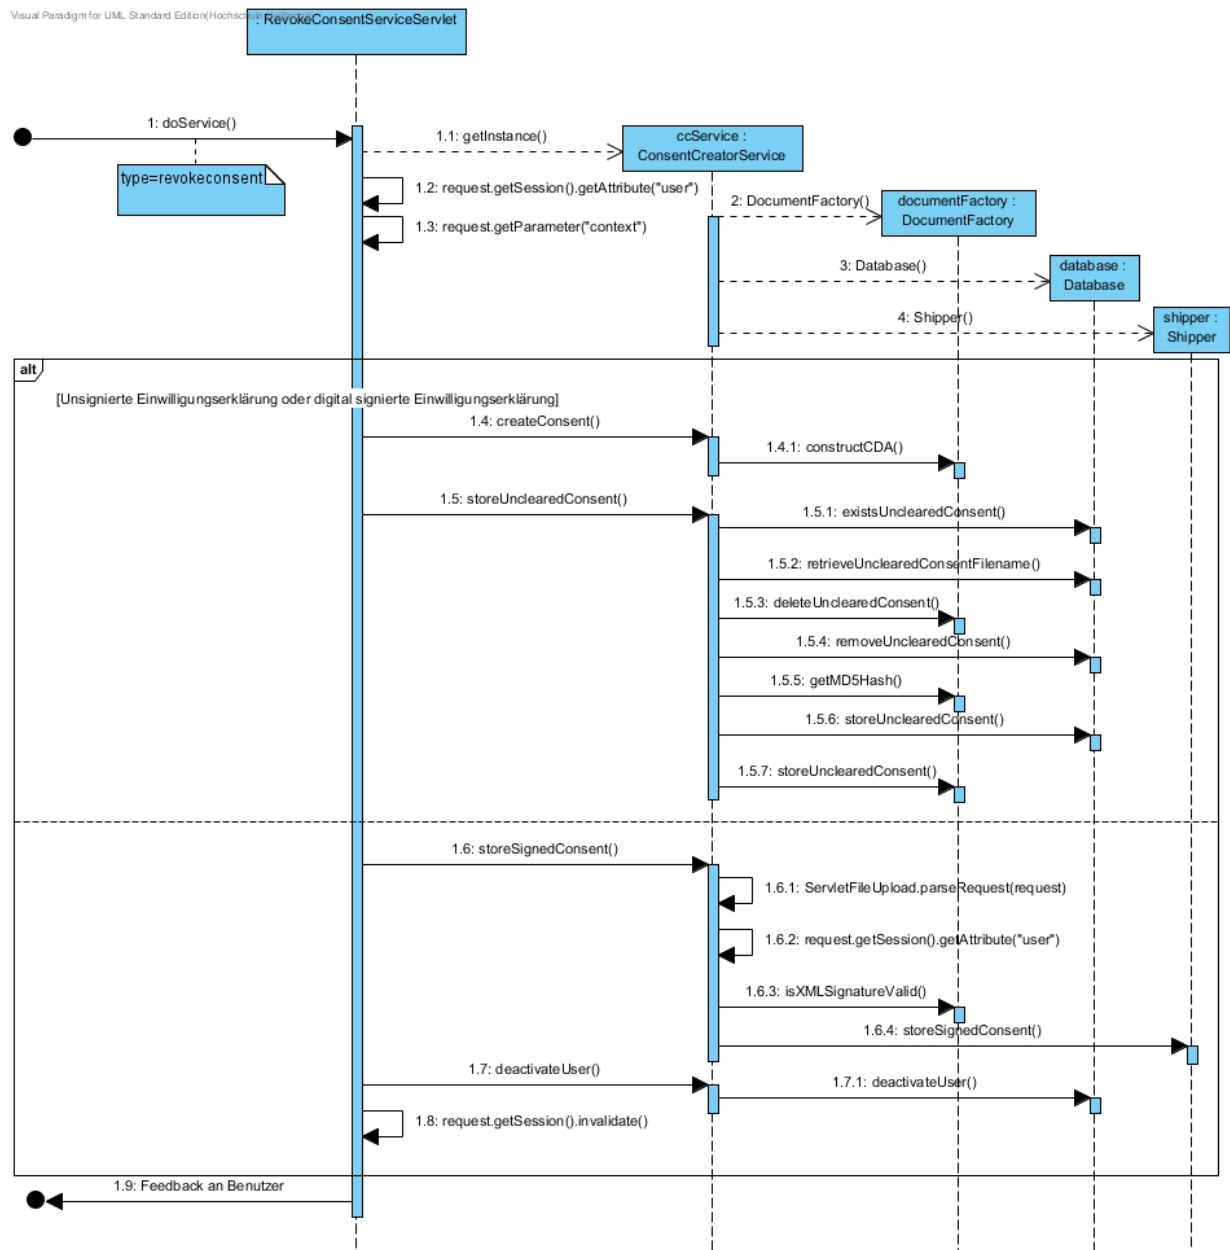 Visual Paradigm for UML Standard Edition(Hochschule
: RevokeConsentServiceServlet
1: doService()
type=revokeconsent
1.1: getInstance()
ccService :
ConsentCreatorService
1.2: request.getSession().getAttribute("user")
1.3: request.getParameter("context")
2: DocumentFactory()
documentFactory :
DocumentFactory
3: Database()
database :
Database
4: Shipper()
shipper :
Shipper
alt
[Unsignierte Einwilligungserklärung oder digital signierte Einwilligungserklärung]
1.4: createConsent()
1.4.1: constructCDA()
1.5: storeUnclearedConsent()
1.5.1: existsUnclearedConsent()
1.5.2: retrieveUnclearedConsentFilename()
1.5.3: deleteUnclearedConsent()
1.5.4: removeUnclearedConsent()
1.5.5: getMD5Hash()
1.5.6: storeUnclearedConsent()
1.5.7: storeUnclearedConsent()
1.6: storeSignedConsent()
1.6.1: ServletFileUpload.parseRequest(request)
1.6.2: request.getSession().getAttribute("user")
1.6.3: isXMLSignatureValid()
1.6.4: storeSignedConsent()
1.7: deactivateUser()
1.7.1: deactivateUser()
1.8: request.getSession().invalidate()
1.9: Feedback an Benutzer